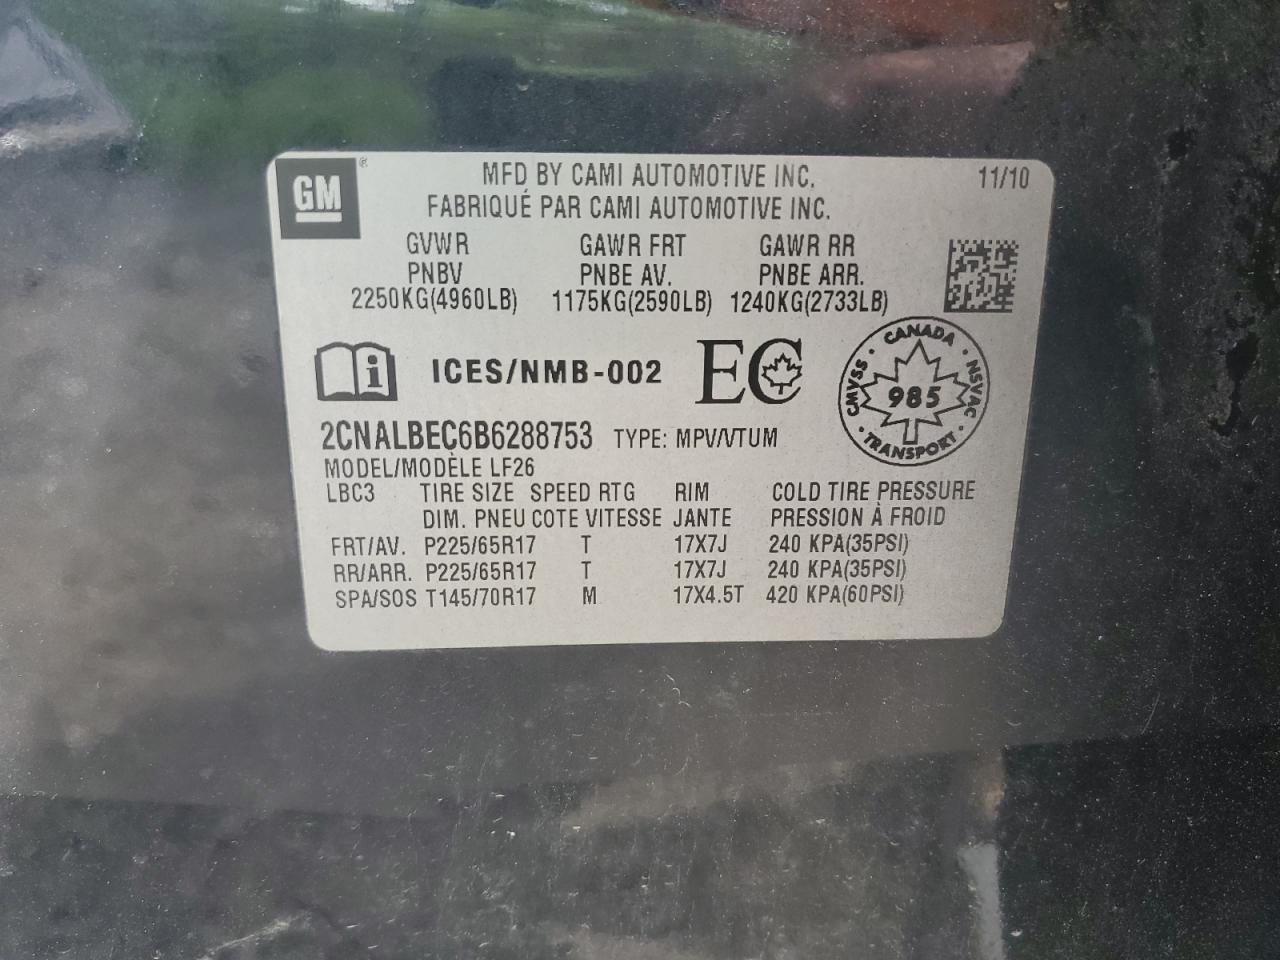 GM®
MFD BY CAMI AUTOMOTIVE INC. 11/10
FABRIQUÉ PAR CAMI AUTOMOTIVE INC.
GVWR GAWR FRT GAWR RR
PNBV PNBE AV. PNBE ARR.
2250KG(4960LB) 1175KG(2590LB) 1240KG(2733LB)
i ICES/NMB-002 EC
CANADA
CMVSS 985 NSVAC
TRANSPORT
2CNALBEC6B6288753 TYPE: MPV/VTUM
MODEL/MODÈLE LF26
LBC3 TIRE SIZE SPEED RTG RIM COLD TIRE PRESSURE
DIM. PNEU COTE VITESSE JANTE PRESSION À FROID
FRT/AV. P225/65R17 T 17X7J 240 KPA(35PSI)
RR/ARR. P225/65R17 T 17X7J 240 KPA(35PSI)
SPA/SOS T145/70R17 M 17X4.5T 420 KPA(60PSI)